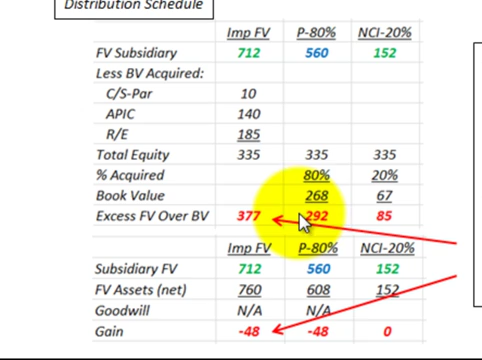 Distribution Schedule
Imp FV P-80% NCI-20%
FV Subsidiary 712 560 152
Less BV Acquired:
C/S-Par 10
APIC 140
R/E 185
Total Equity 335 335 335
% Acquired 80% 20%
Book Value 268 67
Excess FV Over BV 377 292 85
Imp FV P-80% NCI-20%
Subsidiary FV 712 560 152
FV Assets (net) 760 608 152
Goodwill N/A N/A
Gain -48 -48 0